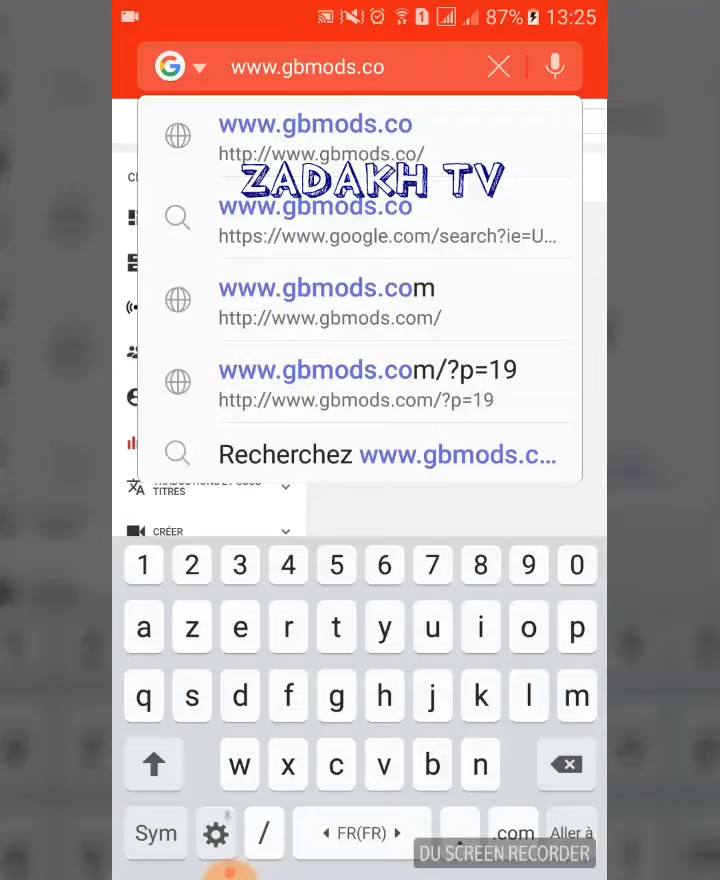 1 87% 13:25
www.gbmods.co
www.gbmods.co
http://www.gbmods.co/
ZADAKH TV
www.gbmods.co
https://www.google.com/search?ie=U...
www.gbmods.com
http://www.gbmods.com/
www.gbmods.com/?p=19
http://www.gbmods.com/?p=19
Recherchez www.gbmods.c...
TITRES
CRÉER
1 2 3 4 5 6 7 8 9 0
a z e r t y u i o p
q s d f g h j k l m
w x c v b n
Sym / FR(FR) . .com Aller à
DU SCREEN RECORDER